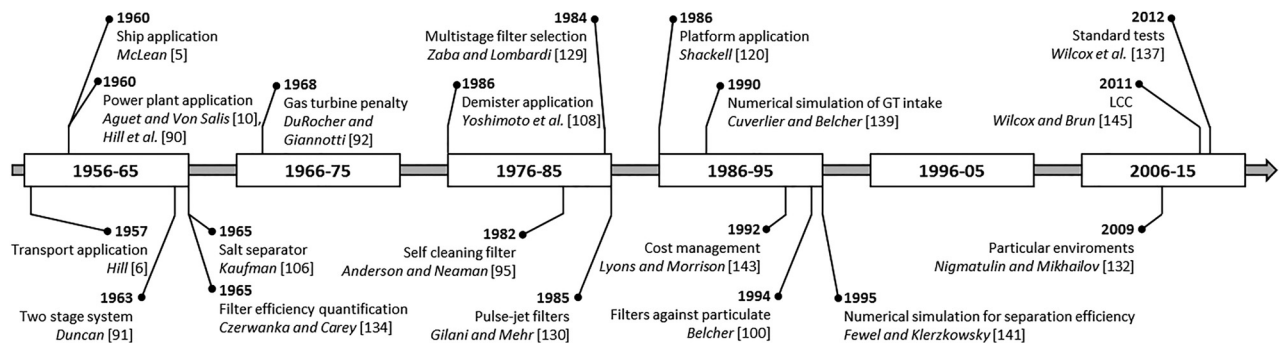 1960
Ship application
McLean [5]
1960
Power plant application
Aguet and Von Salis [10],
Hill et al. [90]
1968
Gas turbine penalty
DuRocher and
Giannotti [92]
1984
Multistage filter selection
Zaba and Lombardi [129]
1986
Demister application
Yoshimoto et al. [108]
1986
Platform application
Shackell [120]
1990
Numerical simulation of GT intake
Cuverlier and Belcher [139]
2012
Standard tests
Wilcox et al. [137]
2011
LCC
Wilcox and Brun [145]
1956-65
1966-75
1976-85
1986-95
1996-05
2006-15
1957
Transport application
Hill [6]
1963
Two stage system
Duncan [91]
1965
Salt separator
Kaufman [106]
1965
Filter efficiency quantification
Czerwanka and Carey [134]
1982
Self cleaning filter
Anderson and Neaman [95]
1985
Pulse-jet filters
Gilani and Mehr [130]
1992
Cost management
Lyons and Morrison [143]
1994
Filters against particulate
Belcher [100]
1995
Numerical simulation for separation efficiency
Fewel and Klerzkowsky [141]
2009
Particular enviroments
Nigmatulin and Mikhailov [132]